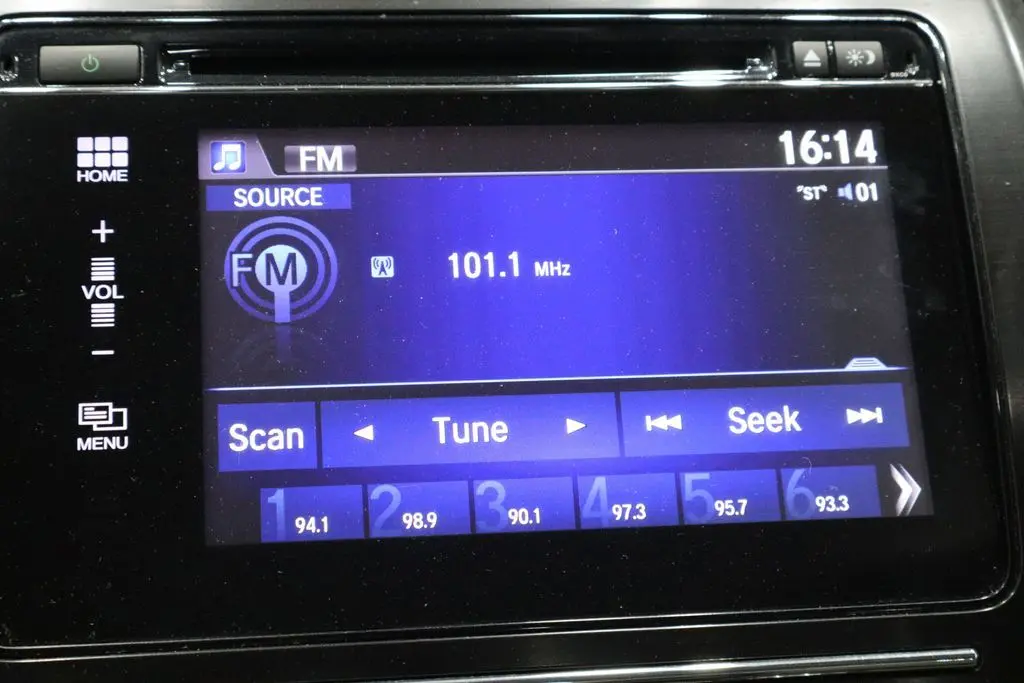 HOME
+
VOL
−
MENU
FM
16:14
SOURCE
"ST" 01
FM
101.1 MHz
Scan
Tune
Seek
1 94.1
2 98.9
3 90.1
4 97.3
5 95.7
6 93.3